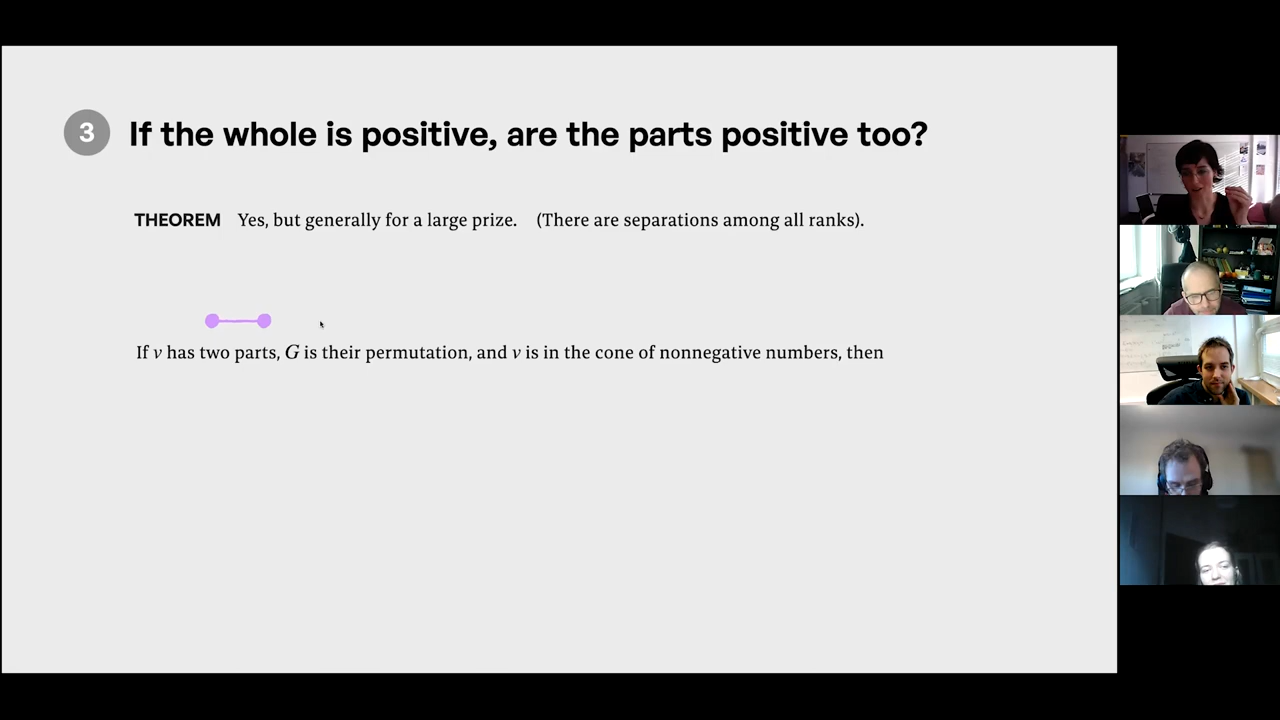 3 If the whole is positive, are the parts positive too?
THEOREM Yes, but generally for a large prize. (There are separations among all ranks).
If v has two parts, G is their permutation, and v is in the cone of nonnegative numbers, then